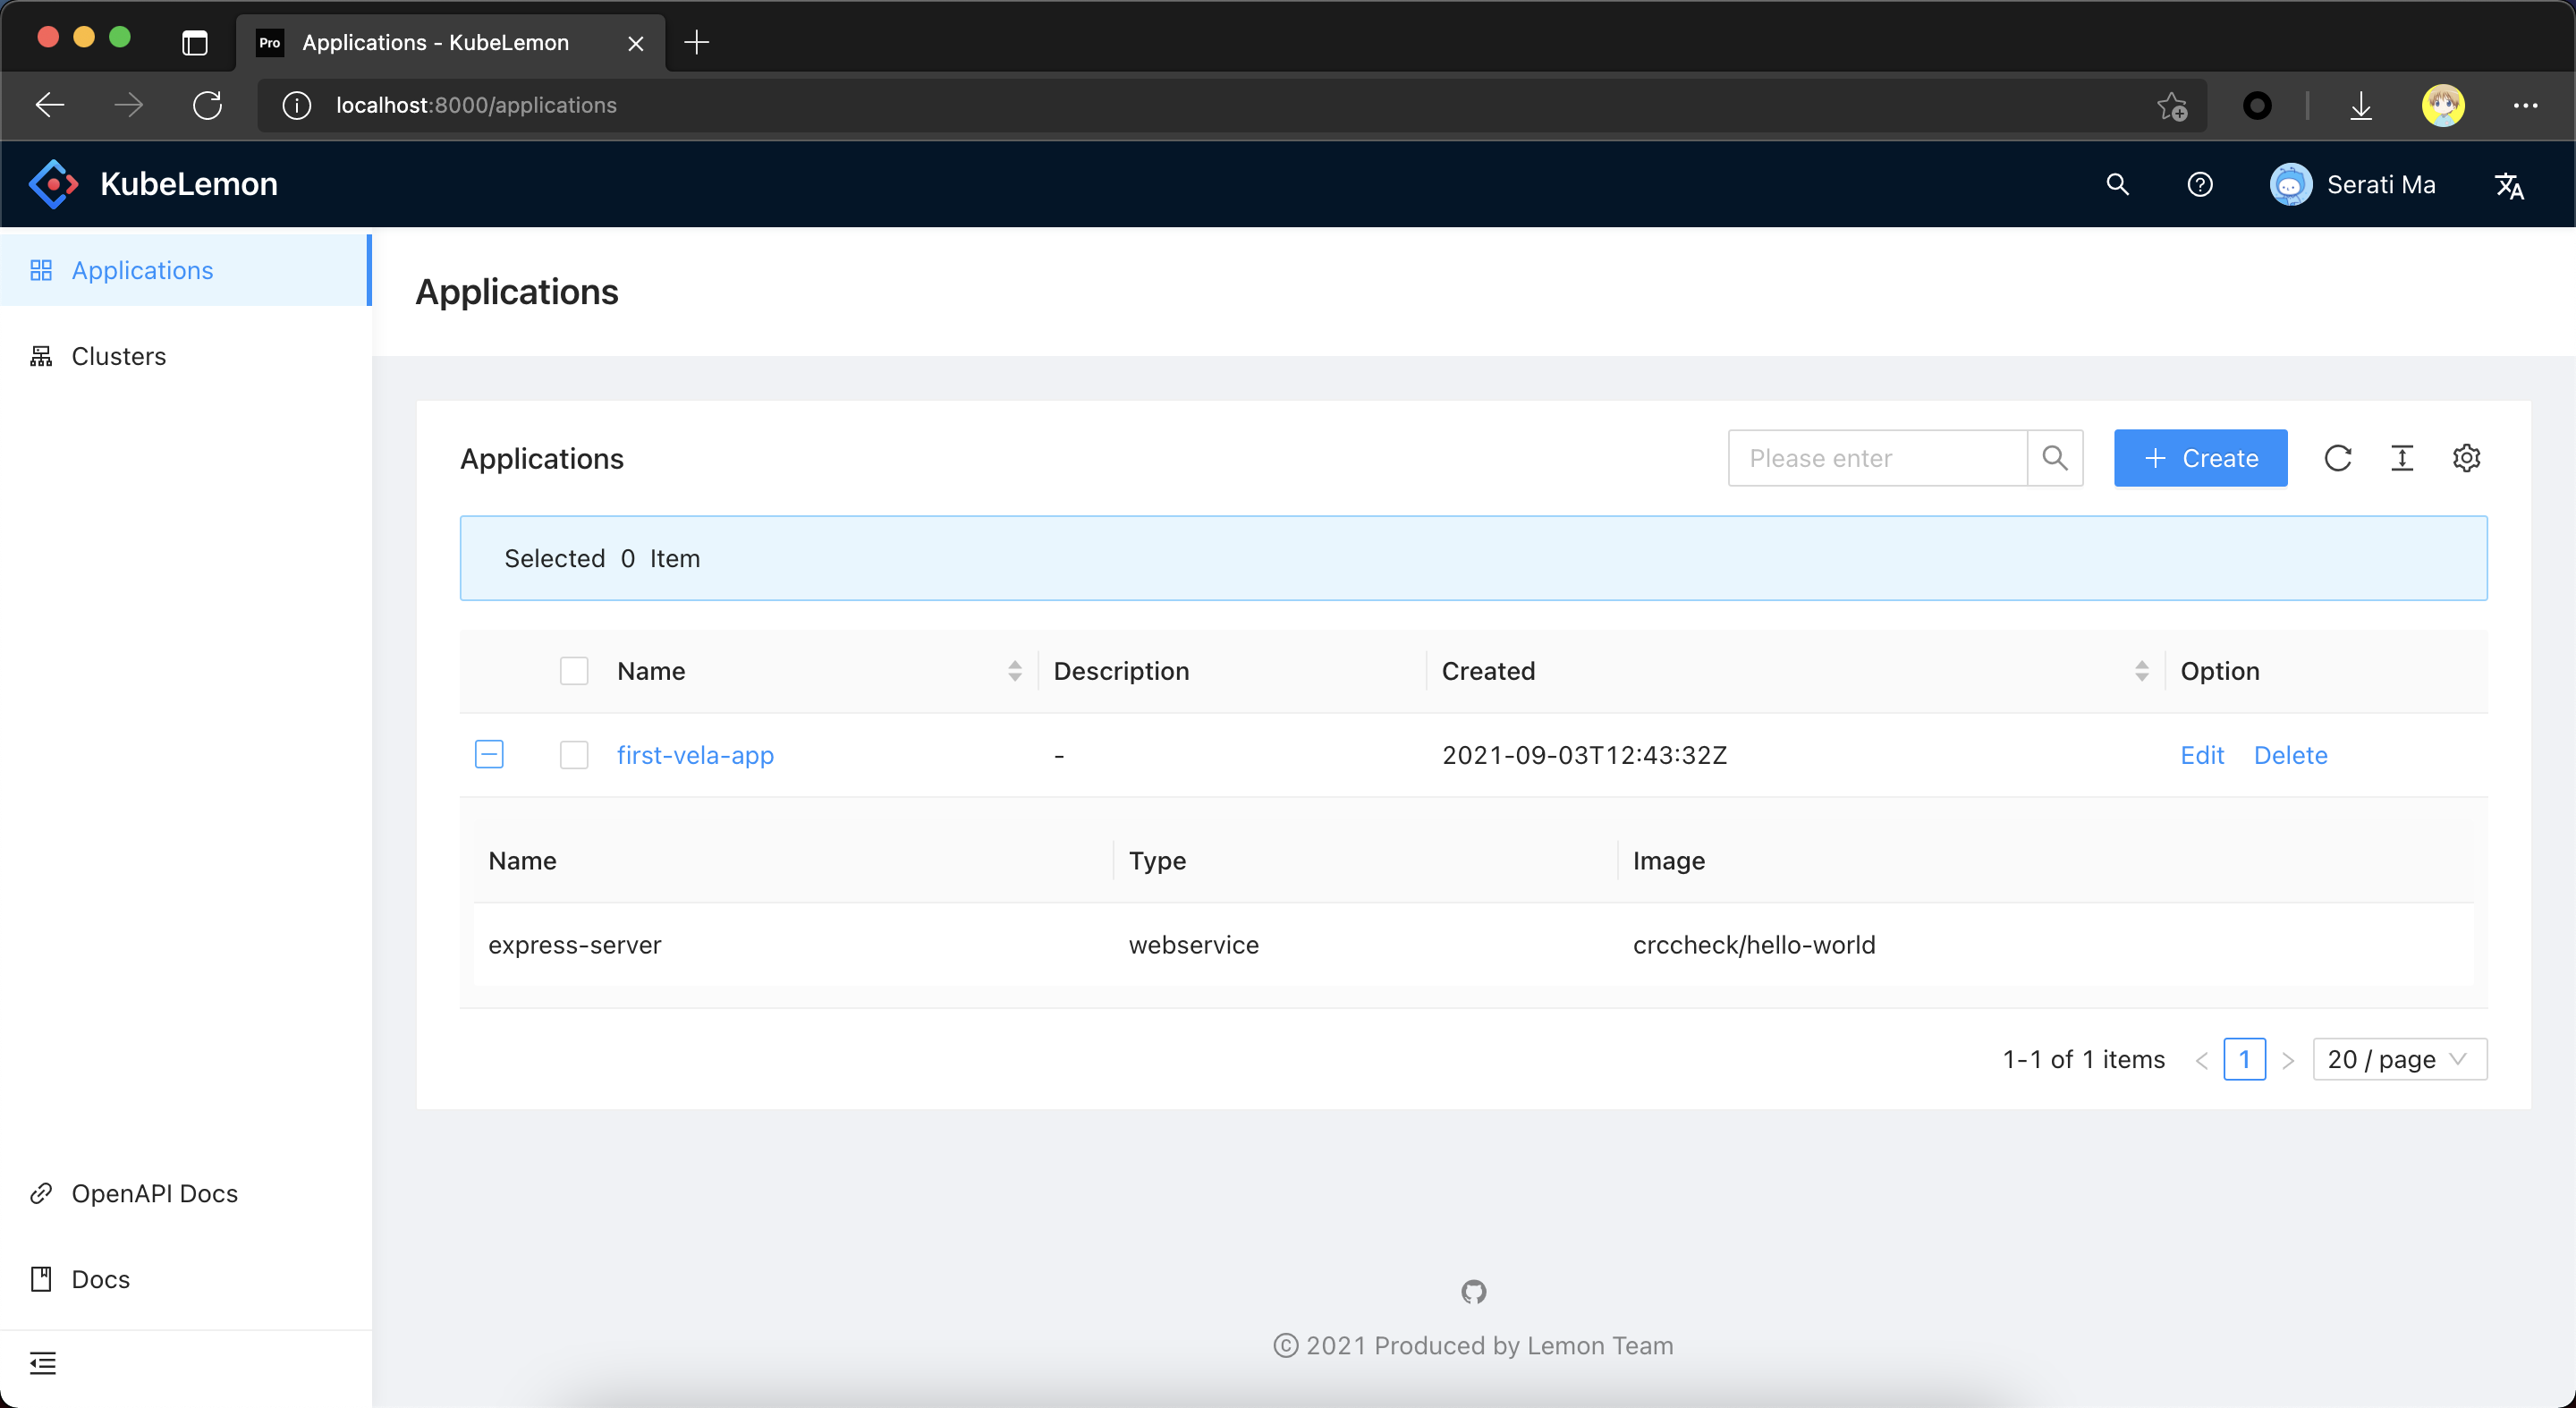 Pro Applications - KubeLemon
localhost:8000/applications
KubeLemon
Serati Ma
Applications
Clusters
OpenAPI Docs
Docs
Applications
Applications
Please enter
Create
Selected 0 Item
Name Description Created Option
first-vela-app - 2021-09-03T12:43:32Z Edit Delete
Name Type Image
express-server webservice crccheck/hello-world
1-1 of 1 items < 1 > 20 / page
© 2021 Produced by Lemon Team